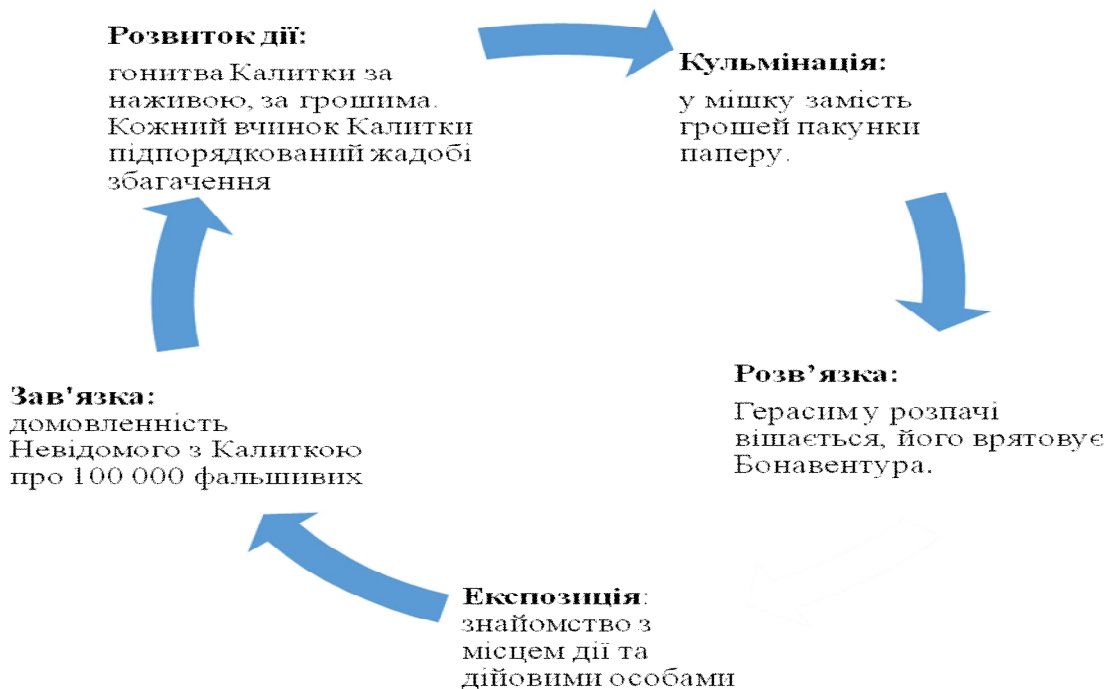 Розвиток дії:
гонитва Калитки за
наживою, за грошима.
Кожний вчинок Калитки
підпорядкований жадобі
збагачення
Кульмінація:
у мішку замість
грошей пакунки
паперу.
Розв’язка:
Герасим у розпачі
вішається, його врятовує
Бонавентура.
Експозиція:
знайомство з
місцем дії та
дійовими особами
Зав'язка:
домовленність
Невідомого з Калиткою
про 100 000 фальшивих